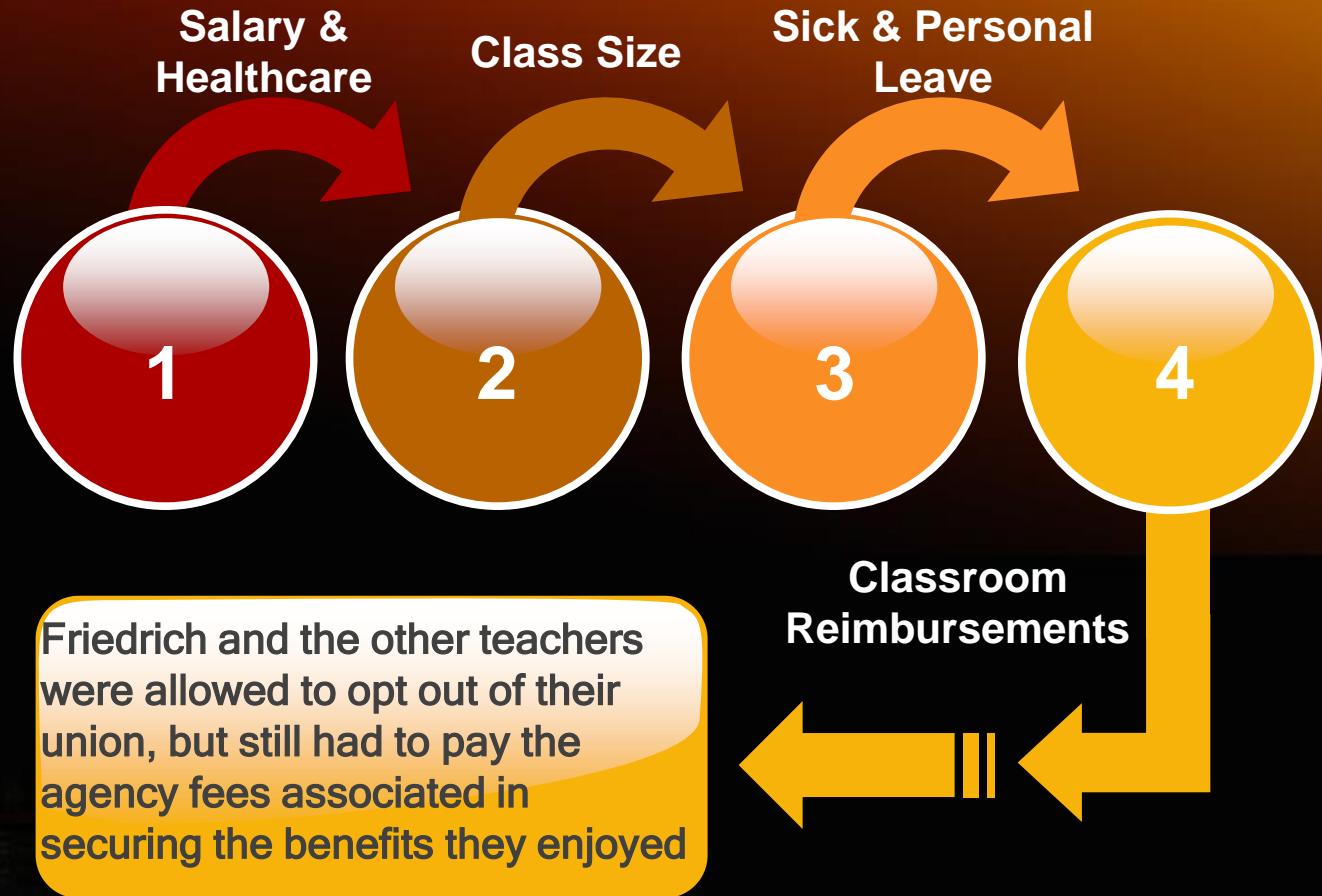 Salary &
Healthcare
Class Size
Sick & Personal
Leave
1
2
3
4
Classroom
Reimbursements
Friedrich and the other teachers
were allowed to opt out of their
union, but still had to pay the
agency fees associated in
securing the benefits they enjoyed